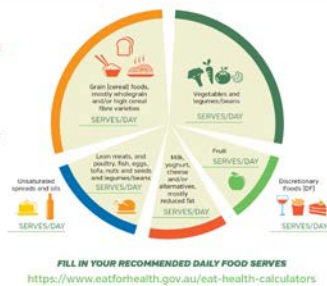 Grain (cereal) foods,
mostly wholegrain
and/or high cereal
fibre varieties
SERVES/DAY
Vegetables and
legumes/beans
SERVES/DAY
Lean meats, and
poultry, fish, eggs,
tofu, nuts and seeds
and legumes/beans
SERVES/DAY
Milk,
yoghurt,
cheese
and/or
alternatives,
mostly
reduced fat
SERVES/DAY
Fruit
SERVES/DAY
Unsaturated
spreads and oils
SERVES/DAY
Discretionary
Foods (DF)
SERVES/DAY
FILL IN YOUR RECOMMENDED DAILY FOOD SERVES
https://www.eatforhealth.gov.au/eat-health-calculators